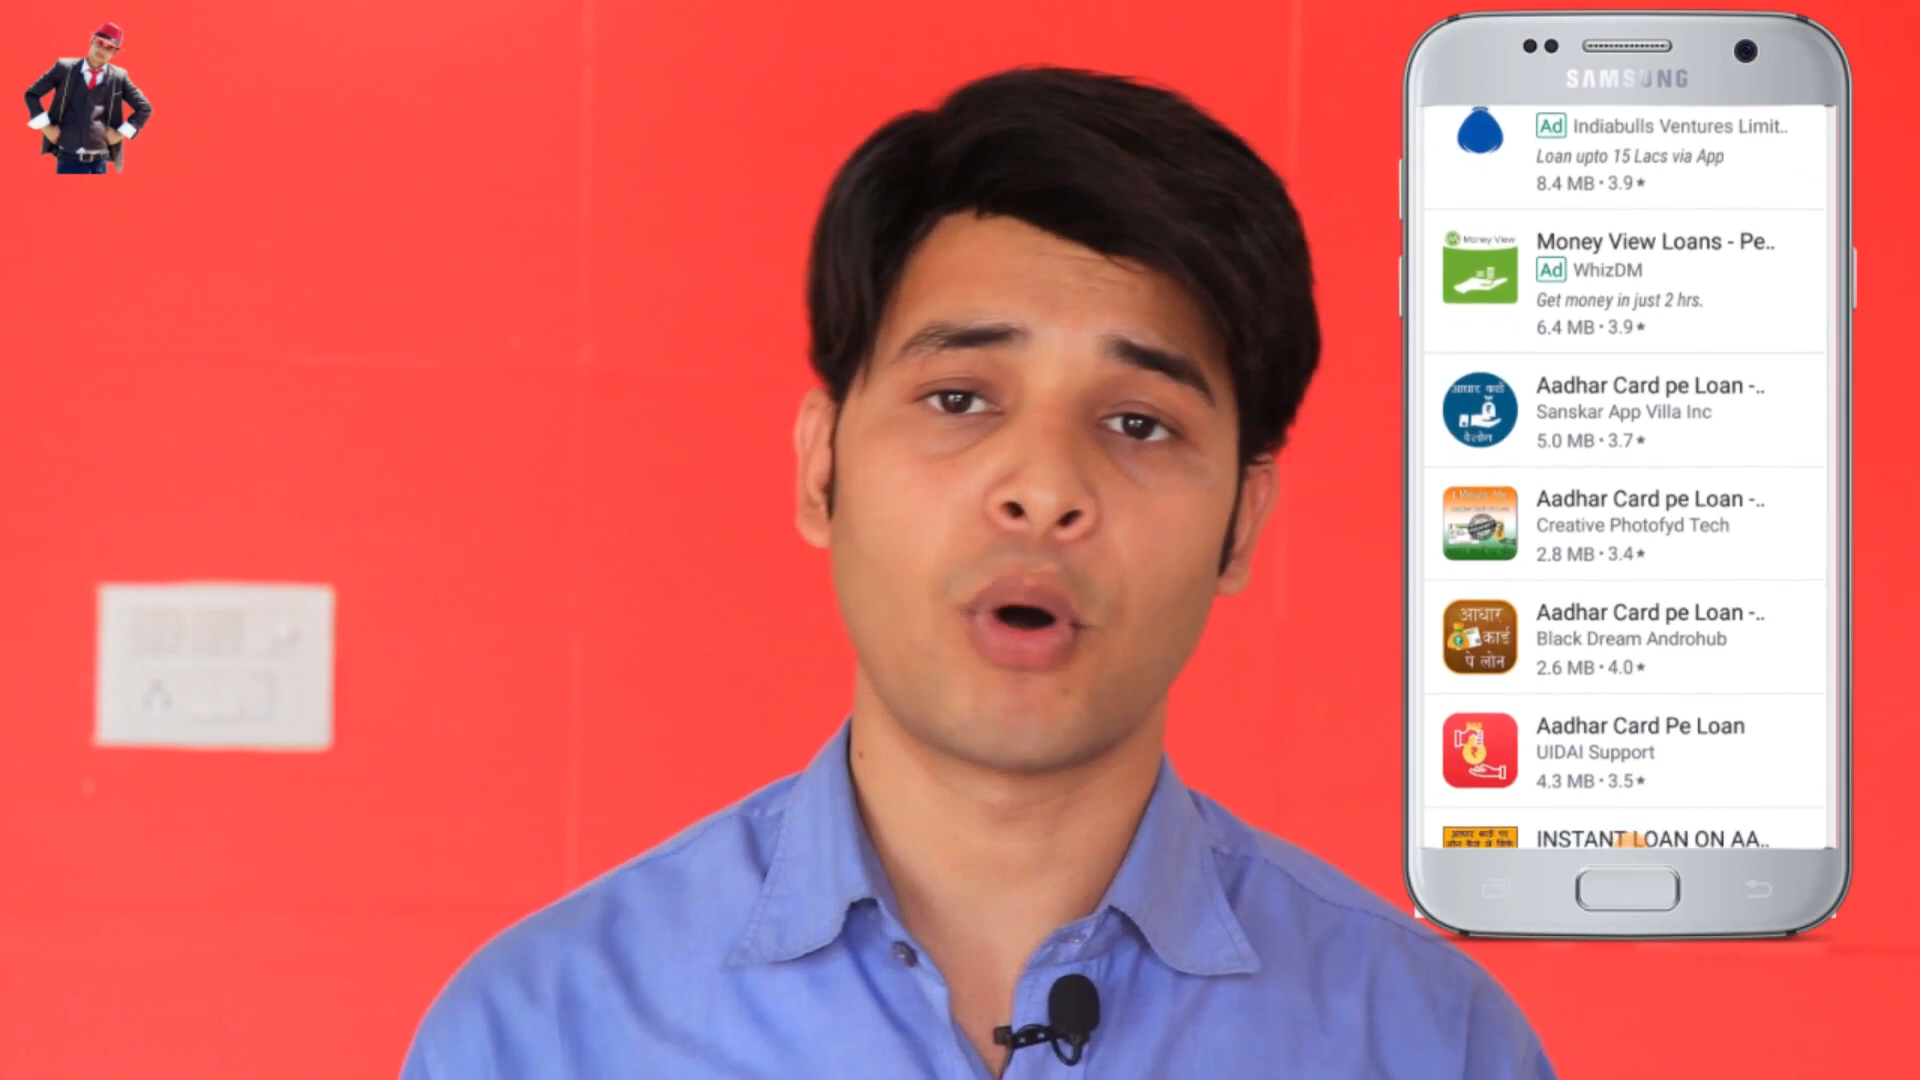 SAMSUNG
Ad Indiabulls Ventures Limit..
Loan upto 15 Lacs via App
8.4 MB · 3.9★
Money View
Money View Loans - Pe..
Ad WhizDM
Get money in just 2 hrs.
6.4 MB · 3.9★
आधार कार्ड
पे लोन
Aadhar Card pe Loan -..
Sanskar App Villa Inc
5.0 MB · 3.7★
Aadhar Card pe Loan -..
Creative Photofyd Tech
2.8 MB · 3.4★
आधार
कार्ड
पे लोन
Aadhar Card pe Loan -..
Black Dream Androhub
2.6 MB · 4.0★
Aadhar Card Pe Loan
UIDAI Support
4.3 MB · 3.5★
INSTANT LOAN ON AA..